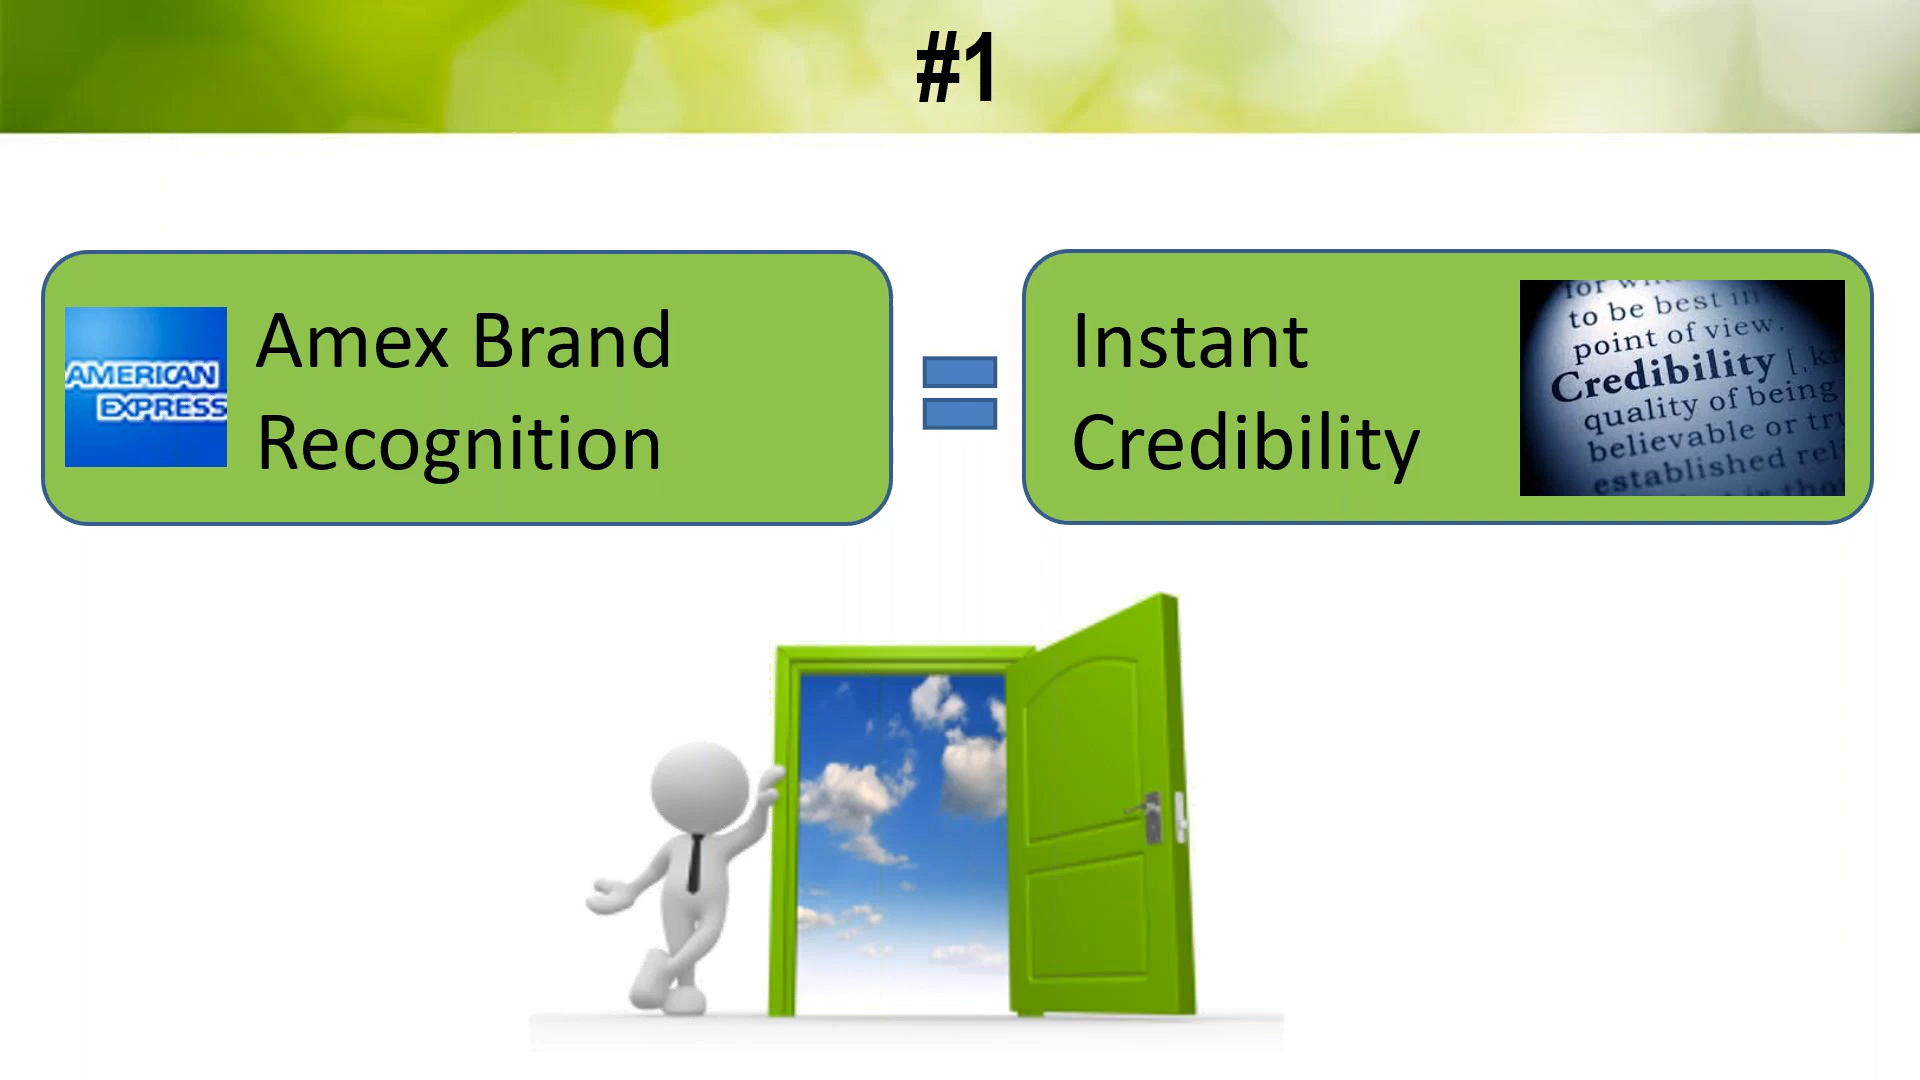 #1
AMERICAN
EXPRESS
Amex Brand
Recognition
Instant
Credibility
to be best in
point of view.
Credibility
quality of being
believable or
established